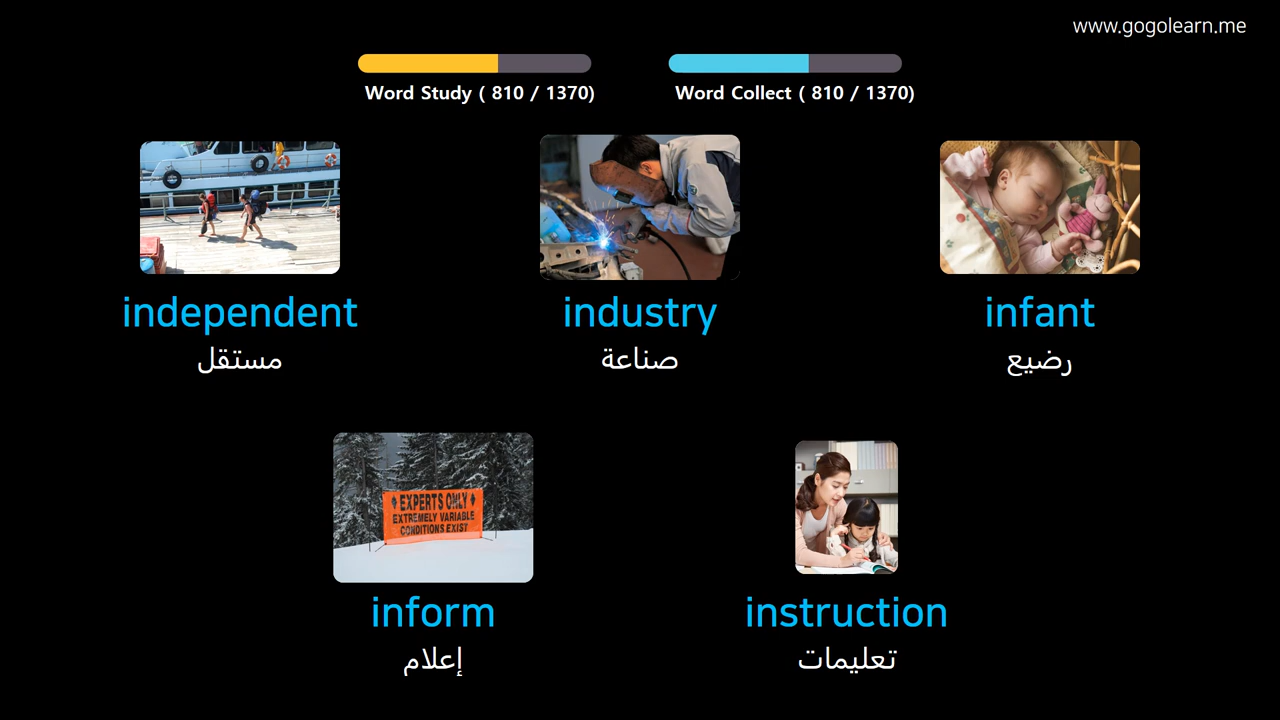 www.gogolearn.me
Word Study ( 810 / 1370)
Word Collect ( 810 / 1370)
independent
مستقل
industry
صناعة
infant
رضيع
EXPERTS ONLY
EXTREMELY VARIABLE
CONDITIONS EXIST
inform
إعلام
instruction
تعليمات